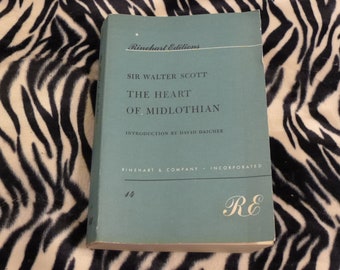 Rinehart Editions
SIR WALTER SCOTT
THE HEART
OF MIDLOTHIAN
INTRODUCTION BY DAVID DAICHES
RINEHART & COMPANY · INCORPORATED
14
RE